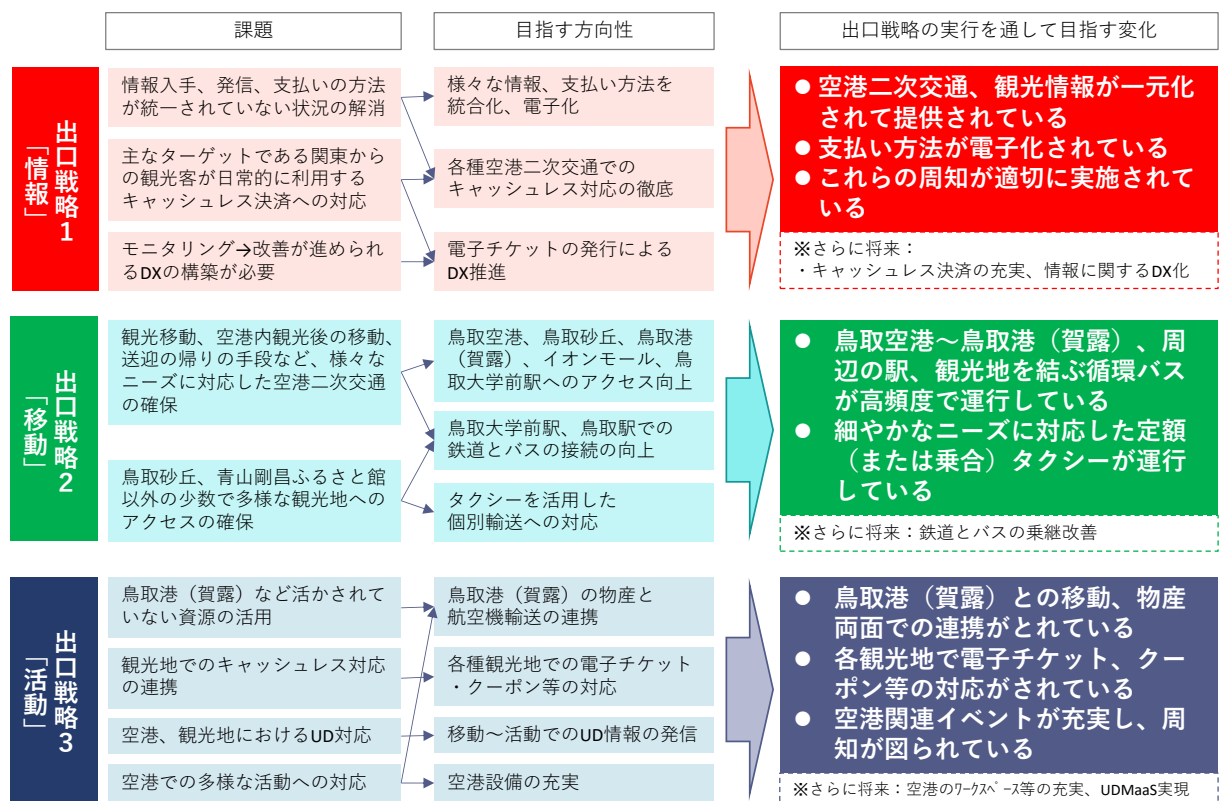 課題
目指す方向性
出口戦略の実行を通して目指す変化
出口戦略1
「情報」
情報入手、発信、支払いの方法
が統一されていない状況の解消
主なターゲットである関東から
の観光客が日常的に利用する
キャッシュレス決済への対応
モニタリング→改善が進められ
るDXの構築が必要
様々な情報、支払い方法を
統合化、電子化
各種空港二次交通での
キャッシュレス対応の徹底
電子チケットの発行による
DX推進
● 空港二次交通、観光情報が一元化
されて提供されている
● 支払い方法が電子化されている
● これらの周知が適切に実施されて
いる
※さらに将来：
・キャッシュレス決済の充実、情報に関するDX化
出口戦略2
「移動」
観光移動、空港内観光後の移動、
送迎の帰りの手段など、様々な
ニーズに対応した空港二次交通
の確保
鳥取砂丘、青山剛昌ふるさと館
以外の少数で多様な観光地への
アクセスの確保
鳥取空港、鳥取砂丘、鳥取港
（賀露）、イオンモール、鳥
取大学前駅へのアクセス向上
鳥取大学前駅、鳥取駅での
鉄道とバスの接続の向上
タクシーを活用した
個別輸送への対応
● 鳥取空港～鳥取港（賀露）、周
辺の駅、観光地を結ぶ循環バス
が高頻度で運行している
● 細やかなニーズに対応した定額
（または乗合）タクシーが運行
している
※さらに将来：鉄道とバスの乗継改善
出口戦略3
「活動」
鳥取港（賀露）など活かされて
いない資源の活用
観光地でのキャッシュレス対応
の連携
空港、観光地におけるUD対応
空港での多様な活動への対応
鳥取港（賀露）の物産と
航空機輸送の連携
各種観光地での電子チケット
・クーポン等の対応
移動～活動でのUD情報の発信
空港設備の充実
● 鳥取港（賀露）との移動、物産
両面での連携がとれている
● 各観光地で電子チケット、クー
ポン等の対応がされている
● 空港関連イベントが充実し、周
知が図られている
※さらに将来：空港のﾜｰｸｽﾍﾟｰｽ等の充実、UDMaaS実現